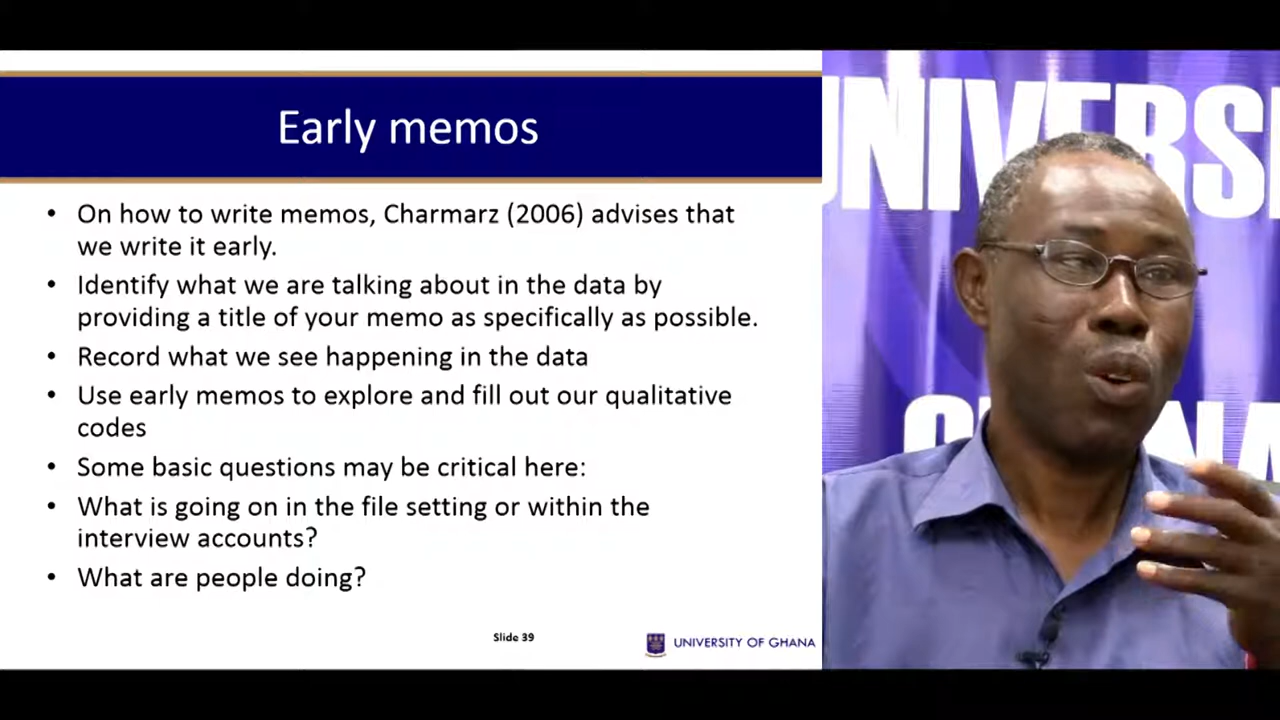 Early memos
• On how to write memos, Charmarz (2006) advises that
we write it early.
• Identify what we are talking about in the data by
providing a title of your memo as specifically as possible.
• Record what we see happening in the data
• Use early memos to explore and fill out our qualitative
codes
• Some basic questions may be critical here:
• What is going on in the file setting or within the
interview accounts?
• What are people doing?
Slide 39
UNIVERSITY OF GHANA
UNIVERSI